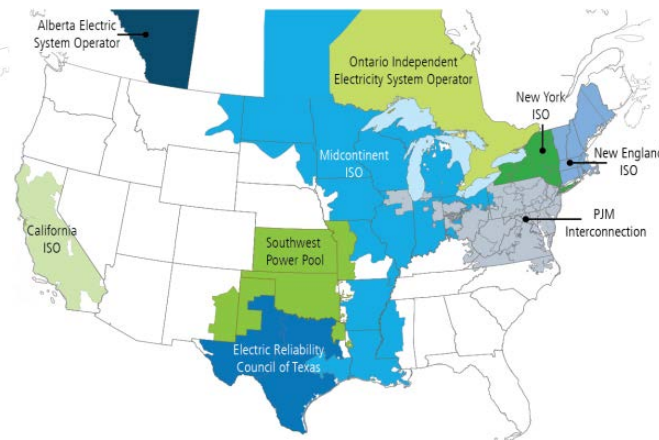 Alberta Electric
System Operator
Ontario Independent
Electricity System Operator
New York
ISO
Midcontinent
ISO
New England
ISO
PJM
Interconnection
California
ISO
Southwest
Power Pool
Electric Reliability
Council of Texas